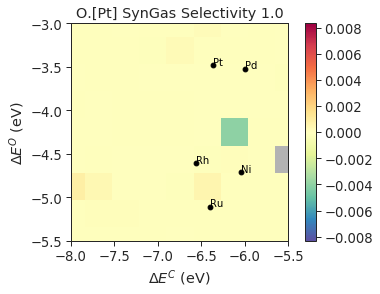 O.[Pt] SynGas Selectivity 1.0
−3.0
−3.5
−4.0
−4.5
−5.0
−5.5
ΔE^O (eV)
Pt
Pd
Rh
Ni
Ru
−8.0 −7.5 −7.0 −6.5 −6.0 −5.5
ΔE^C (eV)
0.008
0.006
0.004
0.002
0.000
−0.002
−0.004
−0.006
−0.008